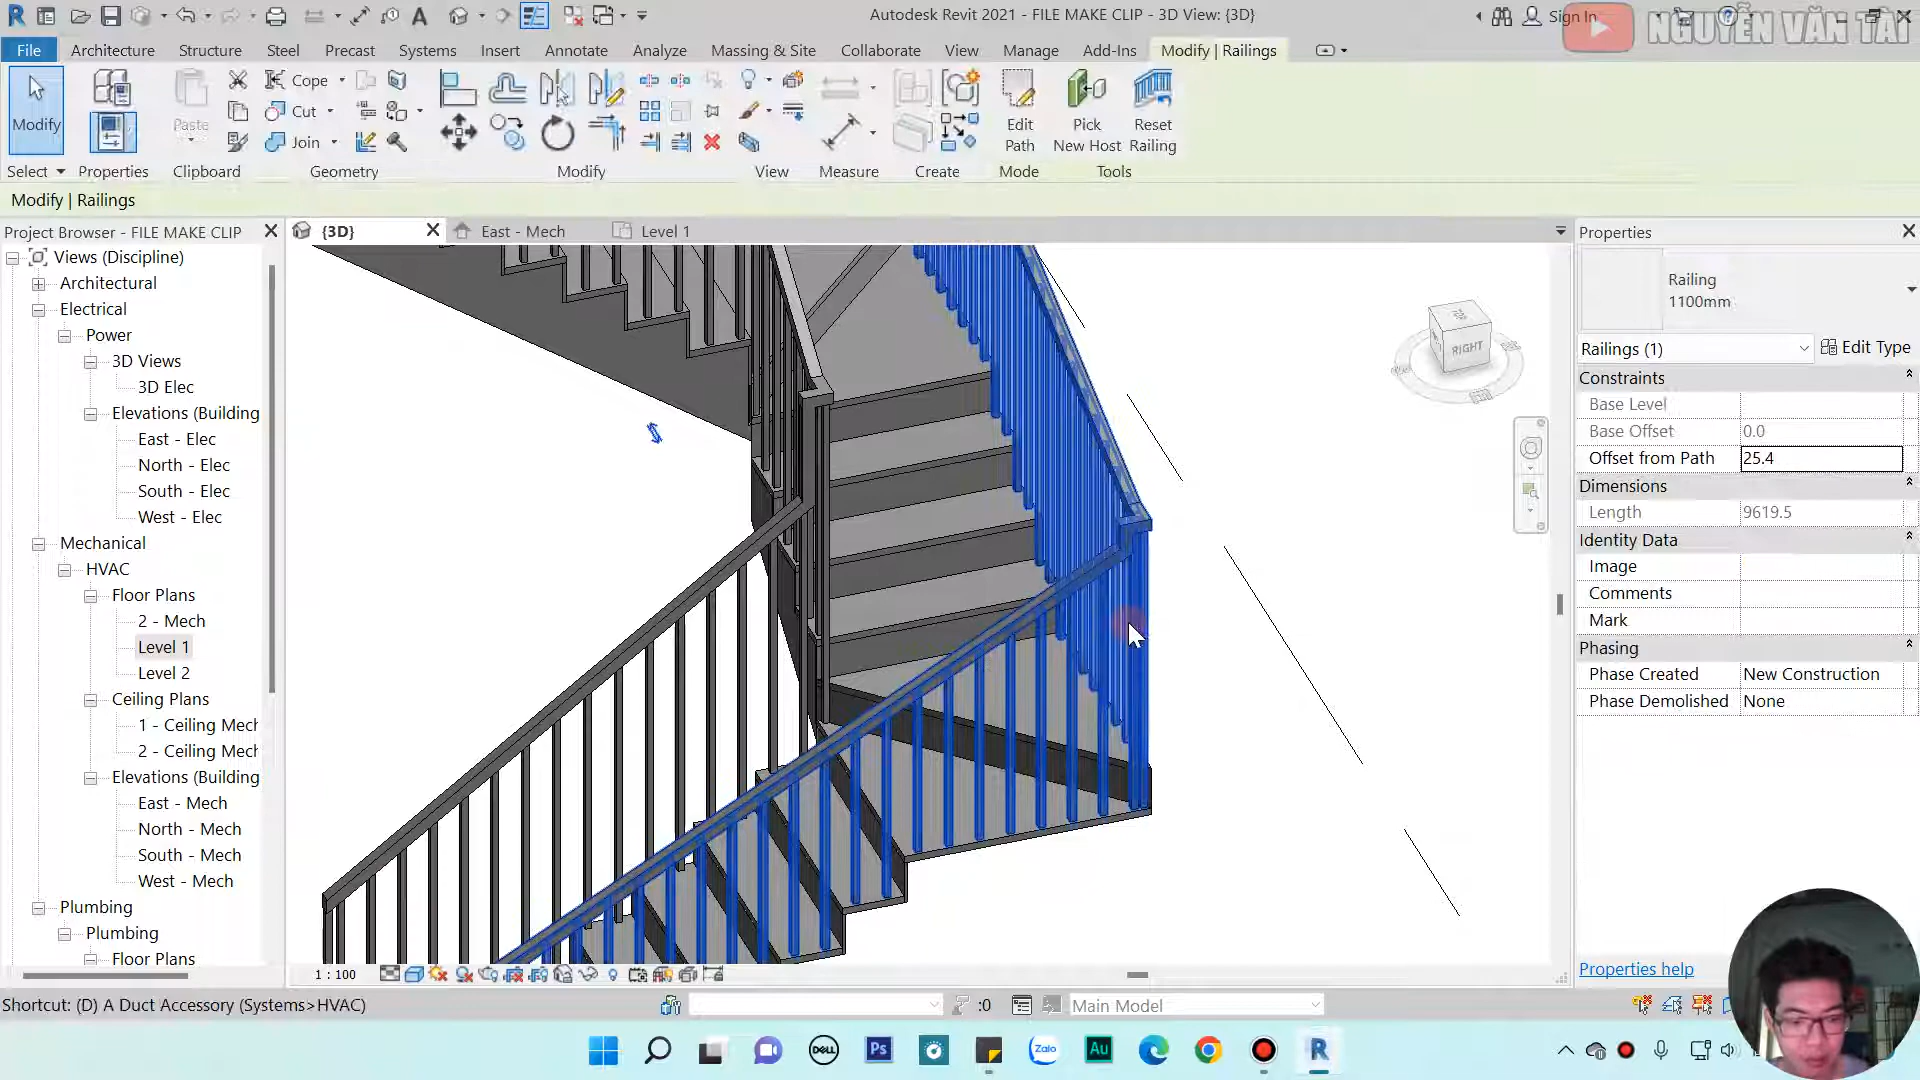 Autodesk Revit 2021 - FILE MAKE CLIP - 3D View: {3D}
Sign In
NGUYỄN VĂN TÀI
File
Architecture
Structure
Steel
Precast
Systems
Insert
Annotate
Analyze
Massing & Site
Collaborate
View
Manage
Add-Ins
Modify | Railings
Modify
Paste
Cope
Cut
Join
Edit
Path
Pick
New Host
Reset
Railing
Select
Properties
Clipboard
Geometry
Modify
View
Measure
Create
Mode
Tools
Modify | Railings
Project Browser - FILE MAKE CLIP
Views (Discipline)
Architectural
Electrical
Power
3D Views
3D Elec
Elevations (Building
East - Elec
North - Elec
South - Elec
West - Elec
Mechanical
HVAC
Floor Plans
2 - Mech
Level 1
Level 2
Ceiling Plans
1 - Ceiling Mech
2 - Ceiling Mech
Elevations (Building
East - Mech
North - Mech
South - Mech
West - Mech
Plumbing
Plumbing
Floor Plans
{3D}
East - Mech
Level 1
TOP
RIGHT
1 : 100
Properties
Railing
1100mm
Railings (1)
Edit Type
Constraints
Base Level
Base Offset 0.0
Offset from Path 25.4
Dimensions
Length 9619.5
Identity Data
Image
Comments
Mark
Phasing
Phase Created New Construction
Phase Demolished None
Properties help
Shortcut: (D) A Duct Accessory (Systems>HVAC)
:0
Main Model
DELL
Ps
Zalo
Au
R